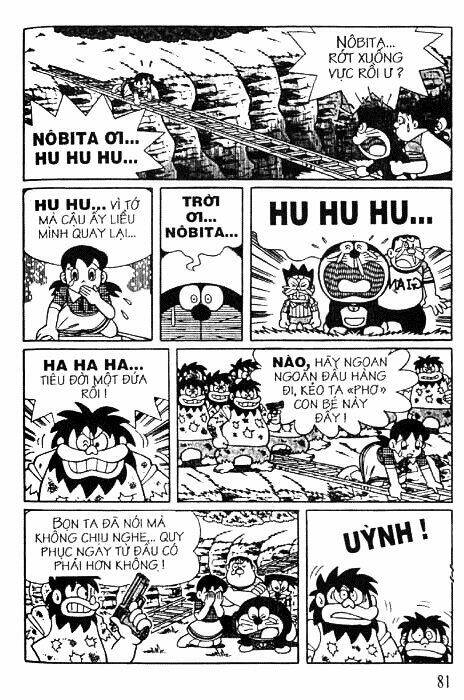 NÔBITA...
RỚT XUỐNG
VỰC RỒI Ư ?
NÔBITA ƠI...
HU HU HU...
HU HU... VÌ TỚ
MÀ CẬU ẤY LIỀU
MÌNH QUAY LẠI...
TRỜI
ƠI...
NÔBITA...
HU HU HU...
HA HA HA...
TIÊU ĐỜI MỘT ĐỨA
RỒI !
NÀO, HÃY NGOAN
NGOÃN ĐẦU HÀNG
ĐI, KẺO TA «PHƠ»
CON BÉ NÀY
ĐẤY !
BỌN TA ĐÃ NÓI MÀ
KHÔNG CHỊU NGHE... QUY
PHỤC NGAY TỪ ĐẦU CÓ
PHẢI HƠN KHÔNG !
UỲNH !
81